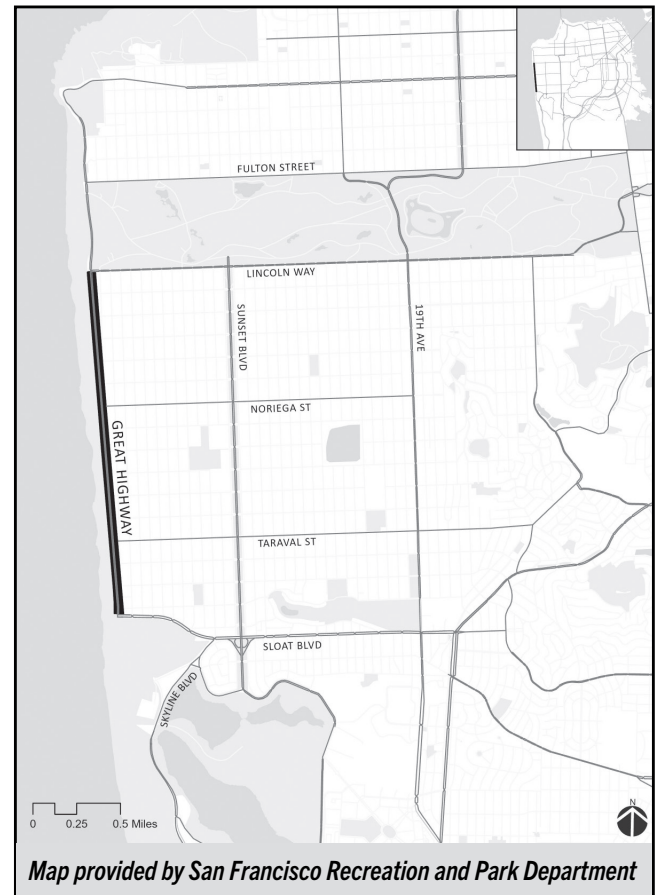 FULTON STREET
LINCOLN WAY
SUNSET BLVD
19TH AVE
NORIEGA ST
GREAT HIGHWAY
TARAVAL ST
SLOAT BLVD
SKYLINE BLVD
0 0.25 0.5 Miles
N
Map provided by San Francisco Recreation and Park Department